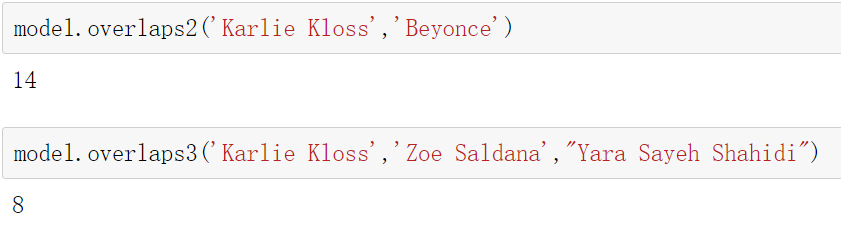 model.overlaps2('Karlie Kloss','Beyonce')
14
model.overlaps3('Karlie Kloss','Zoe Saldana',"Yara Sayeh Shahidi")
8